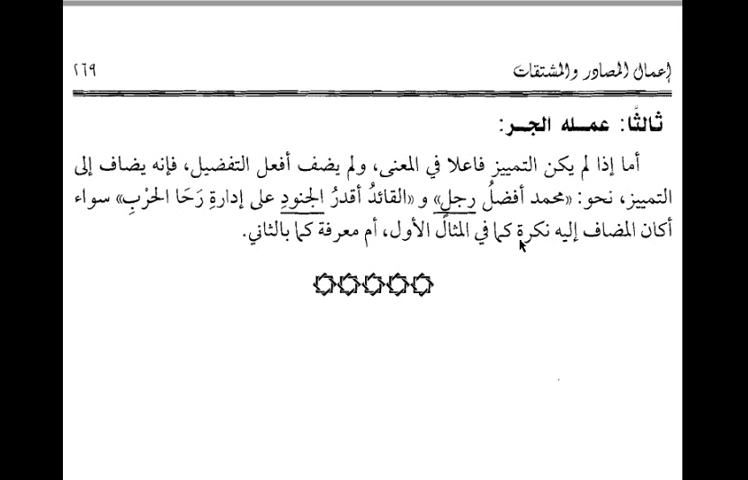 إعمال المصادر والمشتقات ٢٦٩
ثالثًا: عمله الجر:
أما إذا لم يكن التمييز فاعلا في المعنى، ولم يضف أفعل التفضيل، فإنه يضاف إلى
التمييز، نحو: «محمد أفضلُ رجلٍ» و «القائدُ أقدرُ الجنودِ على إدارةِ رَحَا الحرْبِ» سواء
أكان المضاف إليه نكرة كما في المثال الأول، أم معرفة كما بالثاني.